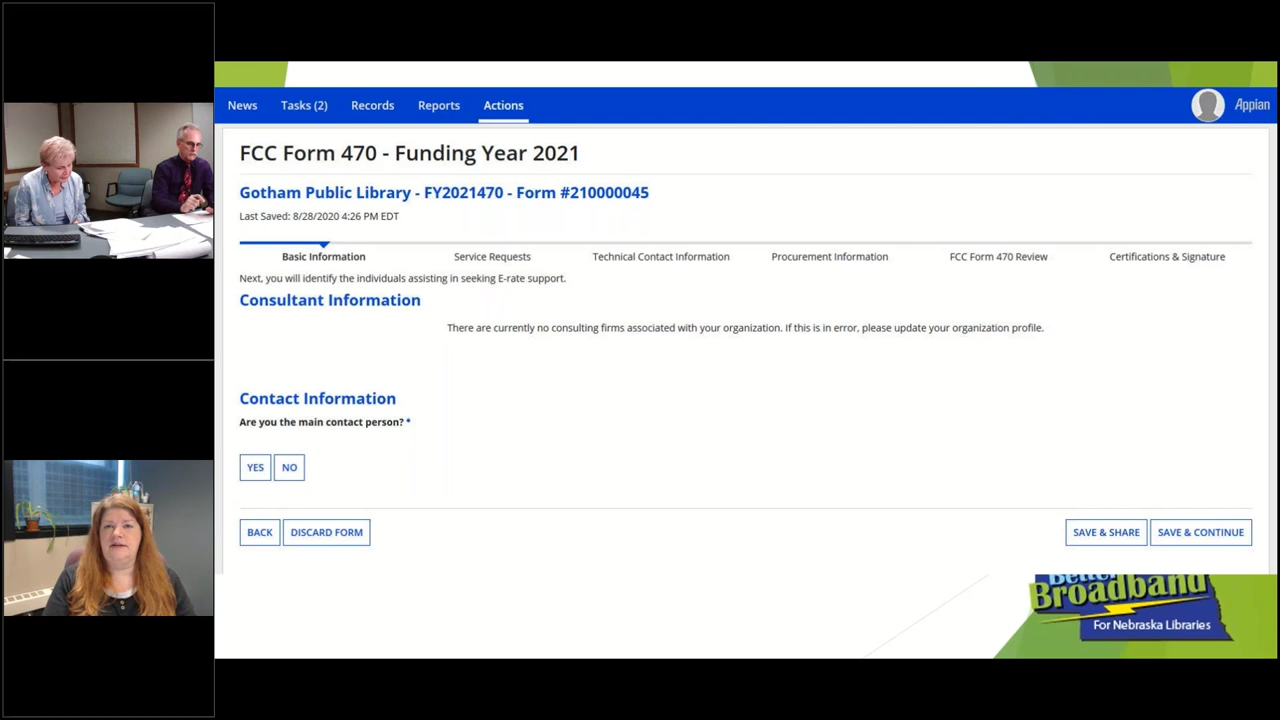 News Tasks (2) Records Reports Actions Appian
FCC Form 470 - Funding Year 2021
Gotham Public Library - FY2021470 - Form #210000045
Last Saved: 8/28/2020 4:26 PM EDT
Basic Information Service Requests Technical Contact Information Procurement Information FCC Form 470 Review Certifications & Signature
Next, you will identify the individuals assisting in seeking E-rate support.
Consultant Information
There are currently no consulting firms associated with your organization. If this is in error, please update your organization profile.
Contact Information
Are you the main contact person? *
YES NO
BACK DISCARD FORM SAVE & SHARE SAVE & CONTINUE
Better
Broadband
For Nebraska Libraries